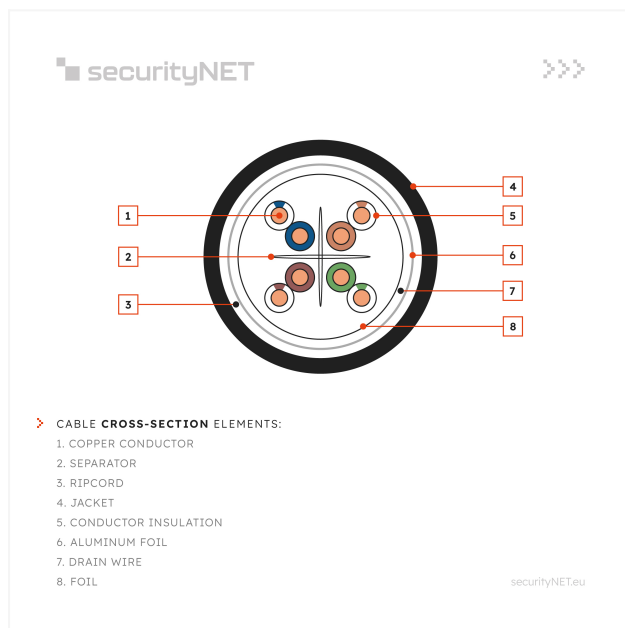 securityNET
4
1
5
6
2
7
3
8
CABLE CROSS-SECTION ELEMENTS:
1. COPPER CONDUCTOR
2. SEPARATOR
3. RIPCORD
4. JACKET
5. CONDUCTOR INSULATION
6. ALUMINUM FOIL
7. DRAIN WIRE
8. FOIL
securityNET.eu